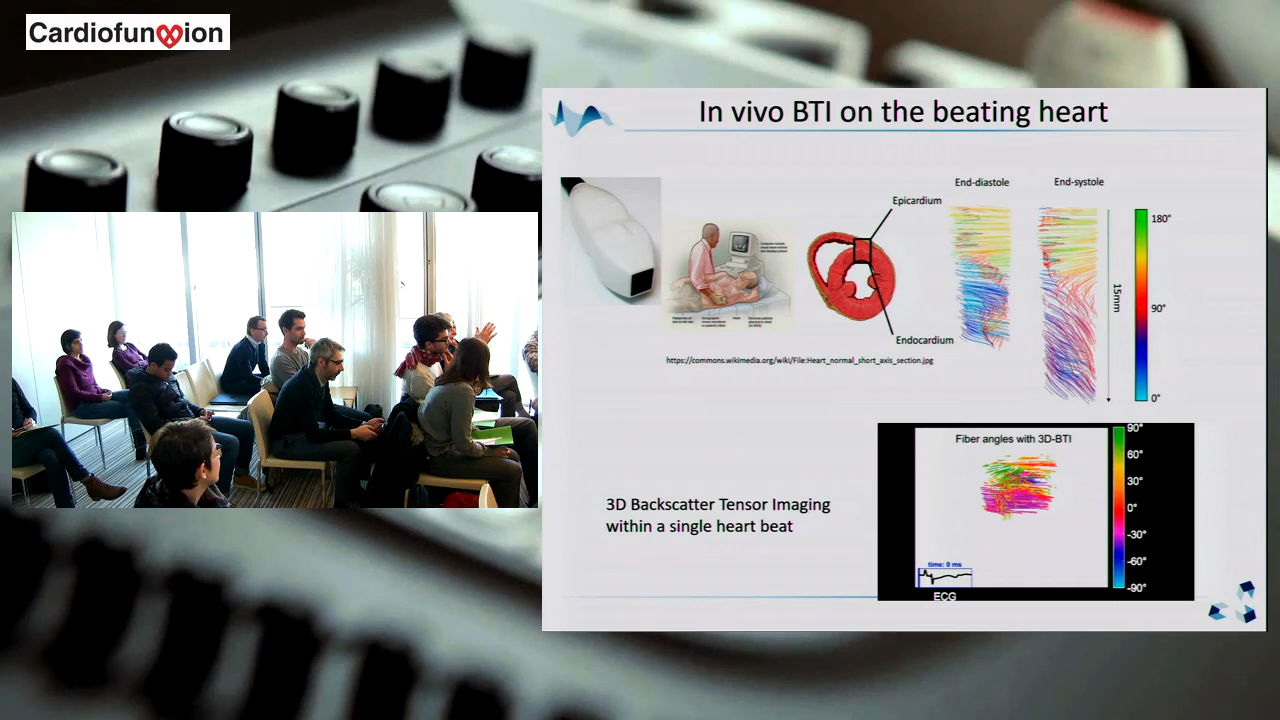 Cardiofunxion
In vivo BTI on the beating heart
End-diastole
End-systole
Epicardium
180°
15mm
90°
Endocardium
https://commons.wikimedia.org/wiki/File:Heart_normal_short_axis_section.jpg
0°
Fiber angles with 3D-BTI
90°
60°
30°
0°
-30°
-60°
-90°
3D Backscatter Tensor Imaging
within a single heart beat
time: 0 ms
ECG